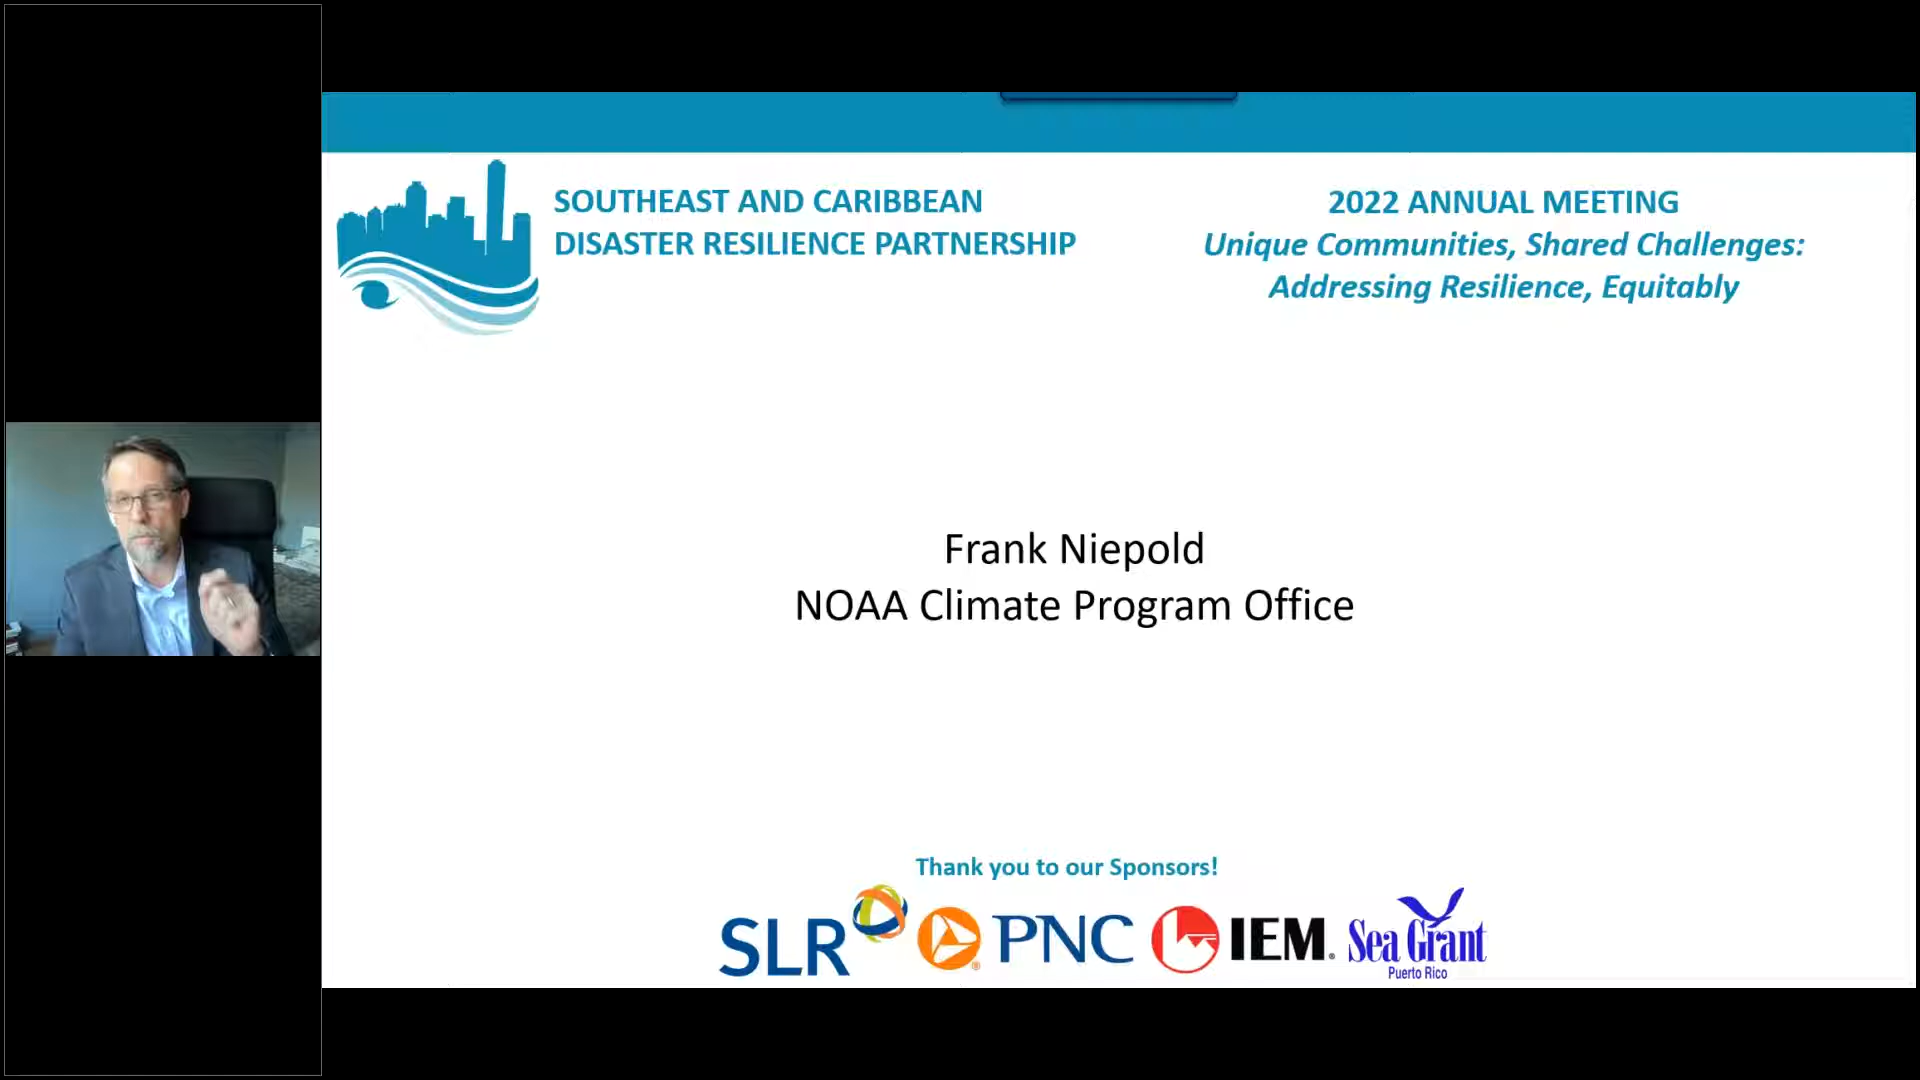 SOUTHEAST AND CARIBBEAN
DISASTER RESILIENCE PARTNERSHIP
2022 ANNUAL MEETING
Unique Communities, Shared Challenges:
Addressing Resilience, Equitably
Frank Niepold
NOAA Climate Program Office
Thank you to our Sponsors!
SLR PNC IEM Sea Grant
Puerto Rico